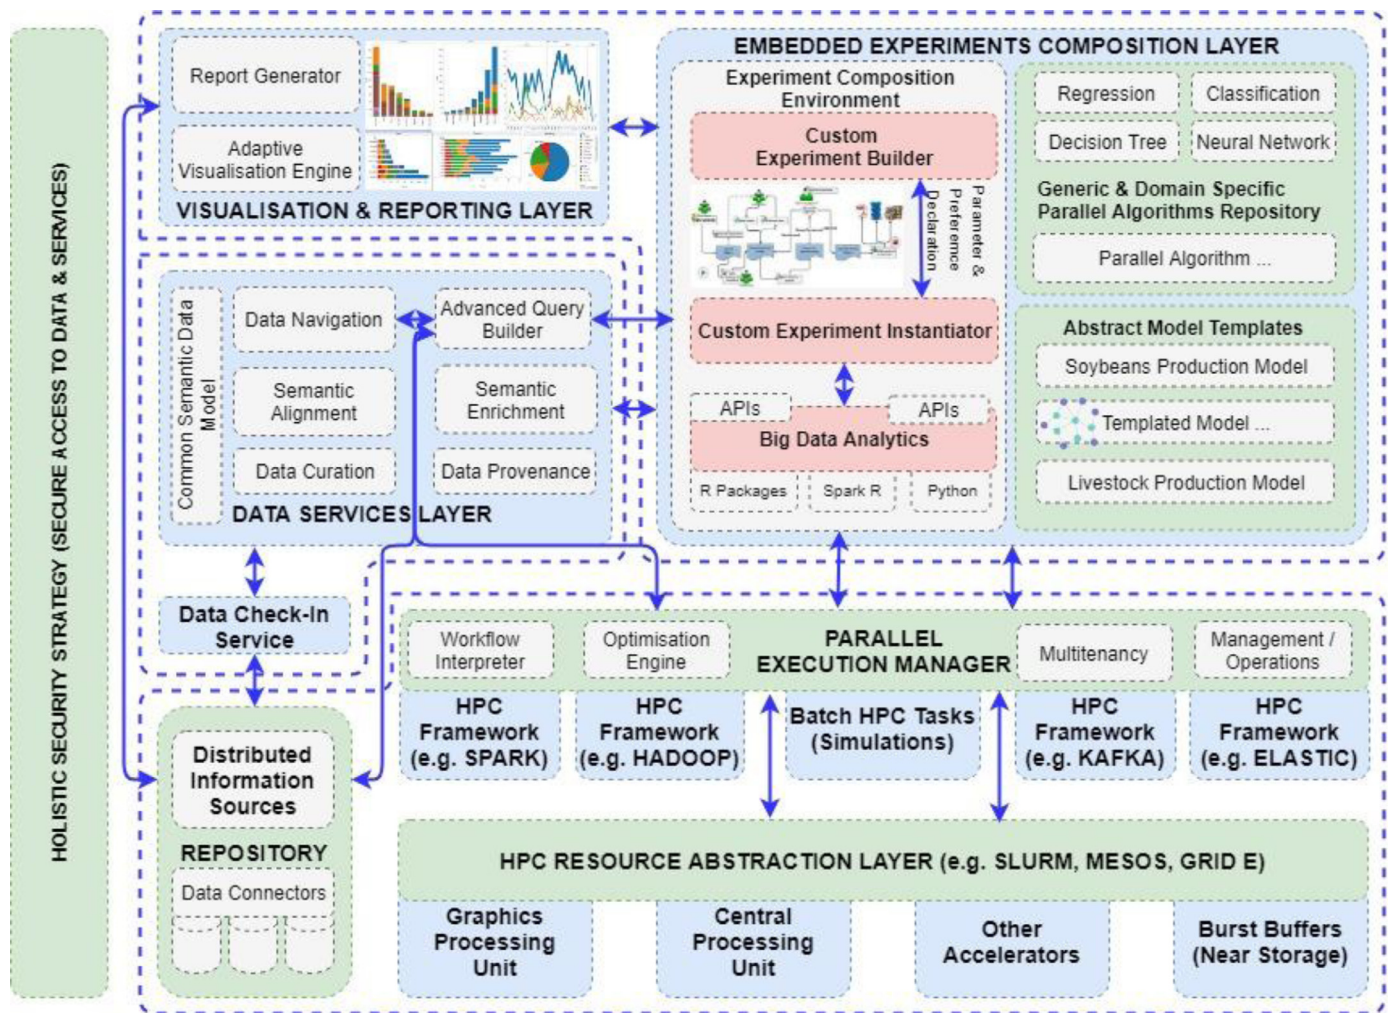 HOLISTIC SECURITY STRATEGY (SECURE ACCESS TO DATA & SERVICES)
Report Generator
Adaptive
Visualisation Engine
VISUALISATION & REPORTING LAYER
EMBEDDED EXPERIMENTS COMPOSITION LAYER
Experiment Composition
Environment
Custom
Experiment Builder
Parameter &
Preference
Declaration
Custom Experiment Instantiator
APIs
APIs
Big Data Analytics
R Packages
Spark R
Python
Regression
Classification
Decision Tree
Neural Network
Generic & Domain Specific
Parallel Algorithms Repository
Parallel Algorithm ...
Abstract Model Templates
Soybeans Production Model
Templated Model ...
Livestock Production Model
Common Semantic Data
Model
Data Navigation
Advanced Query
Builder
Semantic
Alignment
Semantic
Enrichment
Data Curation
Data Provenance
DATA SERVICES LAYER
Data Check-In
Service
Workflow
Interpreter
Optimisation
Engine
PARALLEL
EXECUTION MANAGER
Multitenancy
Management /
Operations
HPC
Framework
(e.g. SPARK)
HPC
Framework
(e.g. HADOOP)
Batch HPC Tasks
(Simulations)
HPC
Framework
(e.g. KAFKA)
HPC
Framework
(e.g. ELASTIC)
Distributed
Information
Sources
REPOSITORY
Data Connectors
HPC RESOURCE ABSTRACTION LAYER (e.g. SLURM, MESOS, GRID E)
Graphics
Processing
Unit
Central
Processing
Unit
Other
Accelerators
Burst Buffers
(Near Storage)